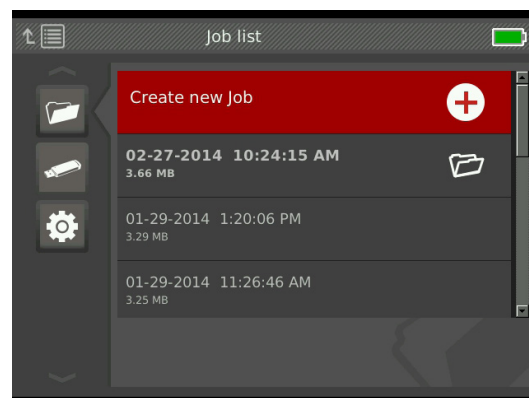 Job list
Create new Job
02-27-2014 10:24:15 AM
3.66 MB
01-29-2014 1:20:06 PM
3.29 MB
01-29-2014 11:26:46 AM
3.25 MB